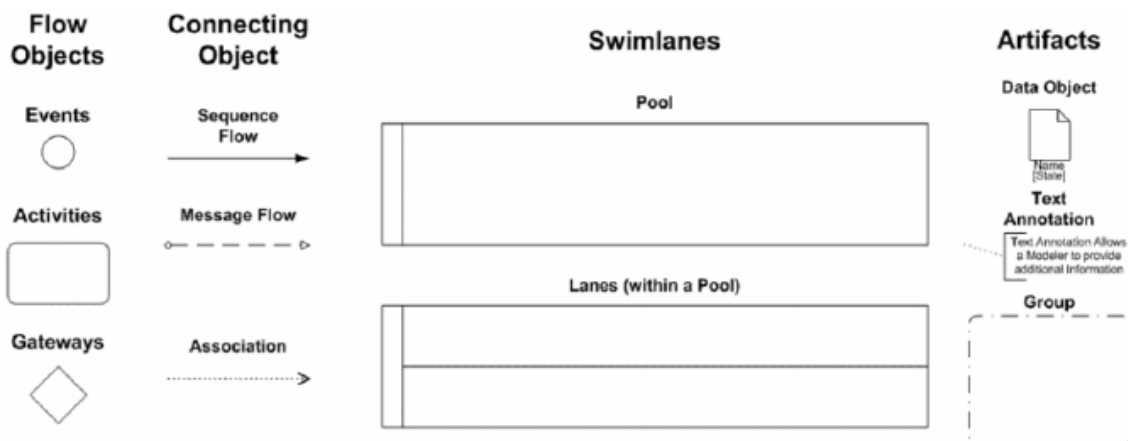 Flow
Objects
Events
Activities
Gateways
Connecting
Object
Sequence
Flow
Message Flow
Association
Swimlanes
Pool
Lanes (within a Pool)
Artifacts
Data Object
Name
[State]
Text
Annotation
Text Annotation Allows
a Modeler to provide
additional Information
Group